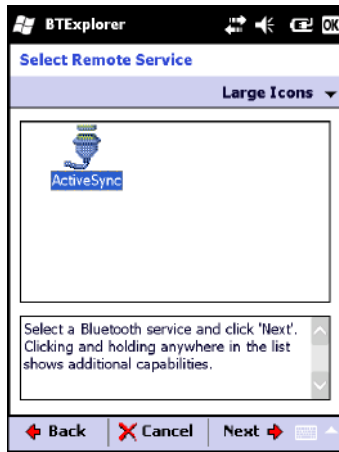 BTExplorer OK
Select Remote Service
Large Icons
ActiveSync
Select a Bluetooth service and click 'Next'.
Clicking and holding anywhere in the list
shows additional capabilities.
Back Cancel Next